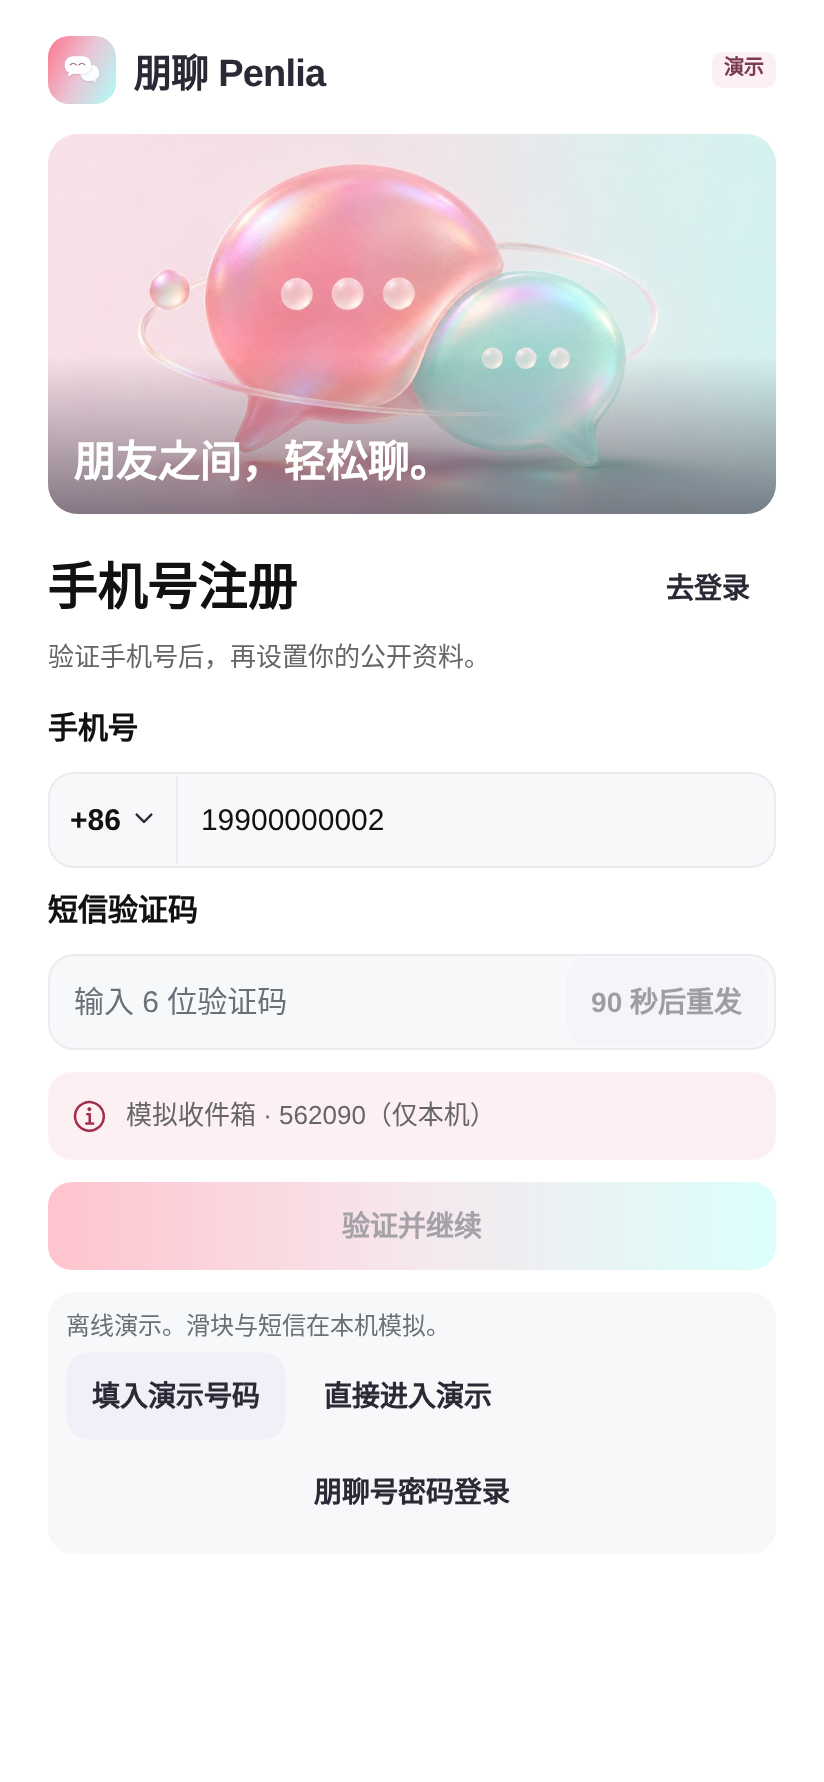 朋聊 Penlia
演示
朋友之间，轻松聊。
手机号注册
去登录
验证手机号后，再设置你的公开资料。
手机号
+86
19900000002
短信验证码
输入 6 位验证码
90 秒后重发
模拟收件箱 · 562090（仅本机）
验证并继续
离线演示。滑块与短信在本机模拟。
填入演示号码
直接进入演示
朋聊号密码登录